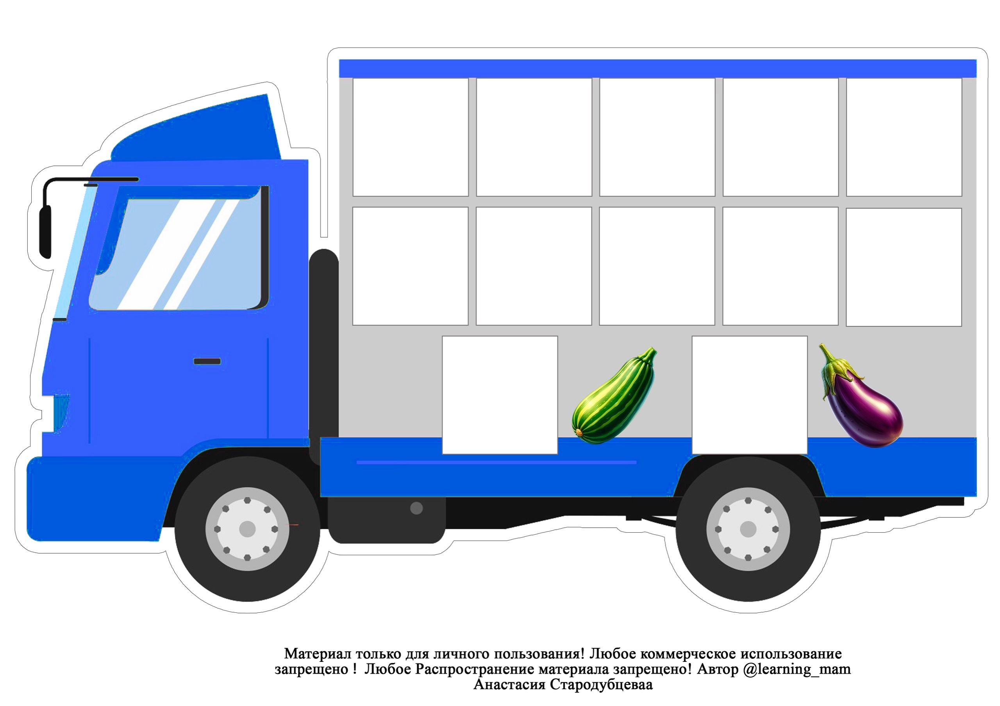 Материал только для личного пользования! Любое коммерческое использование
запрещено !  Любое Распространение материала запрещено! Автор @learning_mam
Анастасия Стародубцеваа